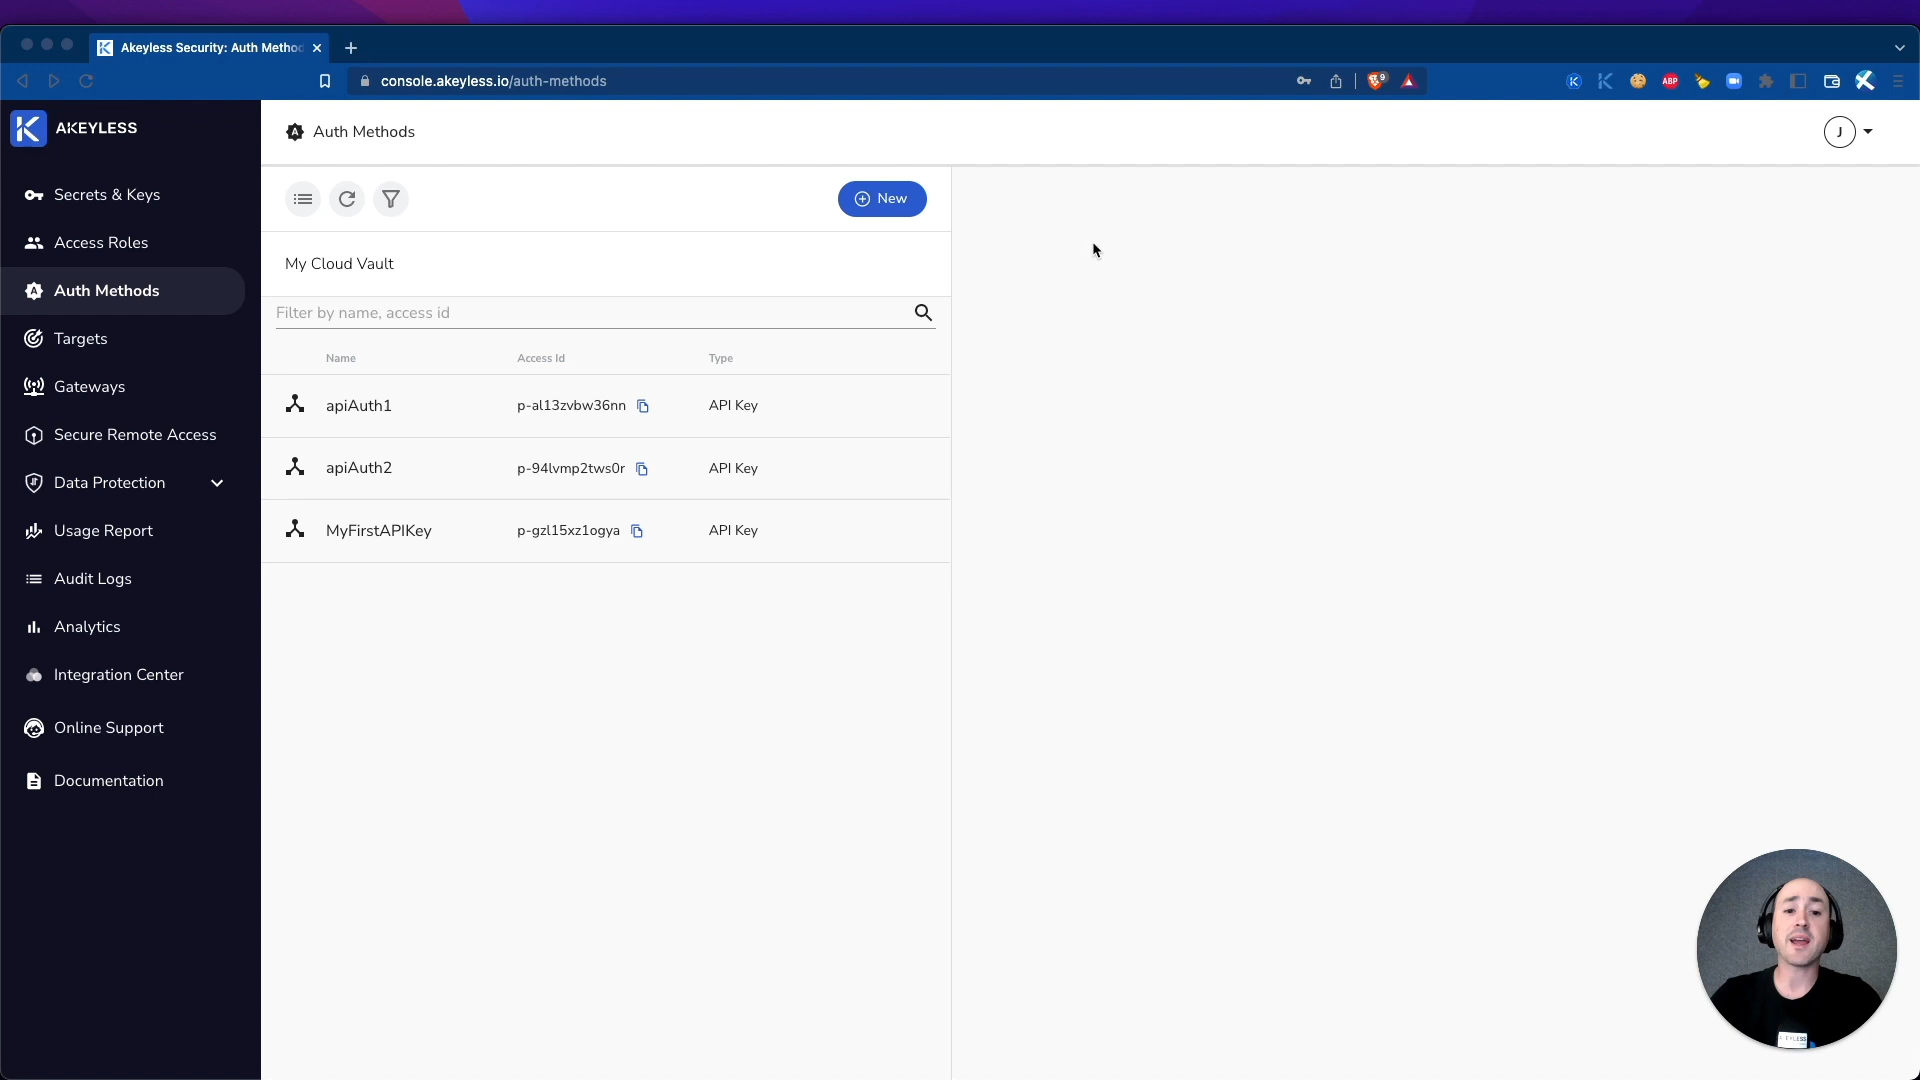 Akeyless Security: Auth Method
console.akeyless.io/auth-methods
9
ABP
AKEYLESS
Auth Methods
J
Secrets & Keys
Access Roles
Auth Methods
Targets
Gateways
Secure Remote Access
Data Protection
Usage Report
Audit Logs
Analytics
Integration Center
Online Support
Documentation
New
My Cloud Vault
Filter by name, access id
Name Access Id Type
apiAuth1 p-al13zvbw36nn API Key
apiAuth2 p-94lvmp2tws0r API Key
MyFirstAPIKey p-gzl15xz1ogya API Key